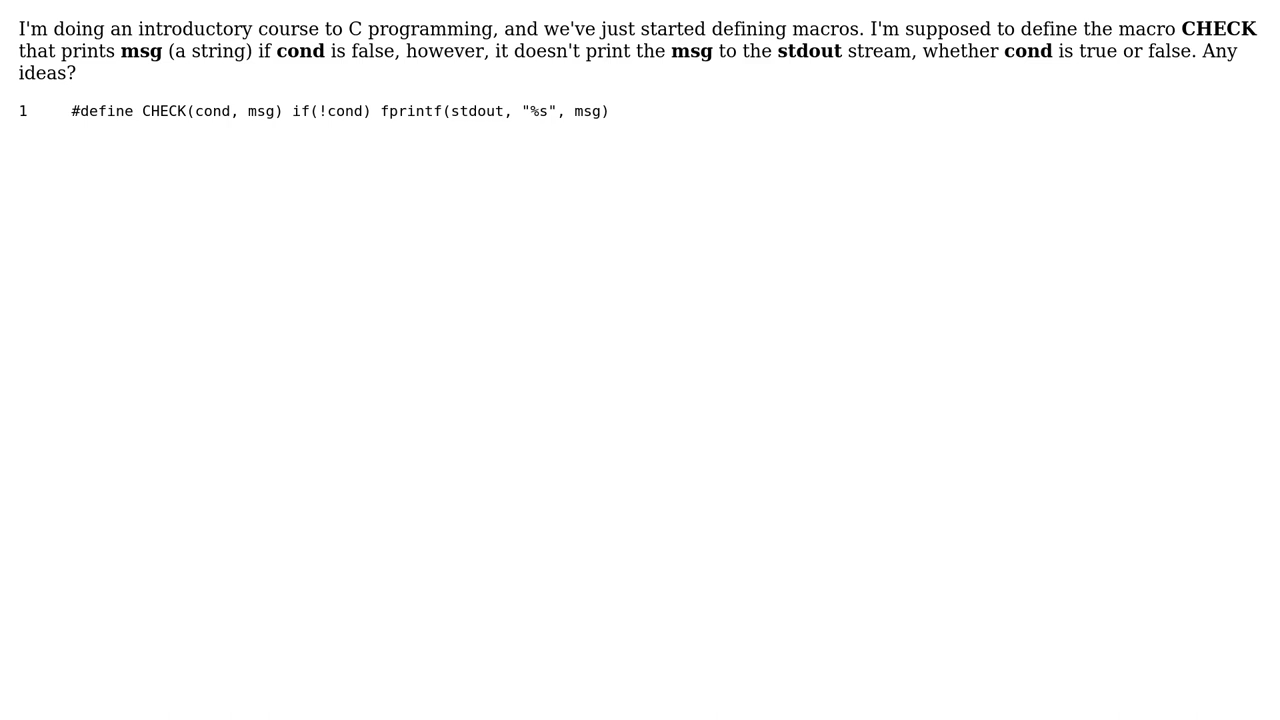 I'm doing an introductory course to C programming, and we've just started defining macros. I'm supposed to define the macro CHECK
that prints msg (a string) if cond is false, however, it doesn't print the msg to the stdout stream, whether cond is true or false. Any
ideas?
1     #define CHECK(cond, msg) if(!cond) fprintf(stdout, "%s", msg)